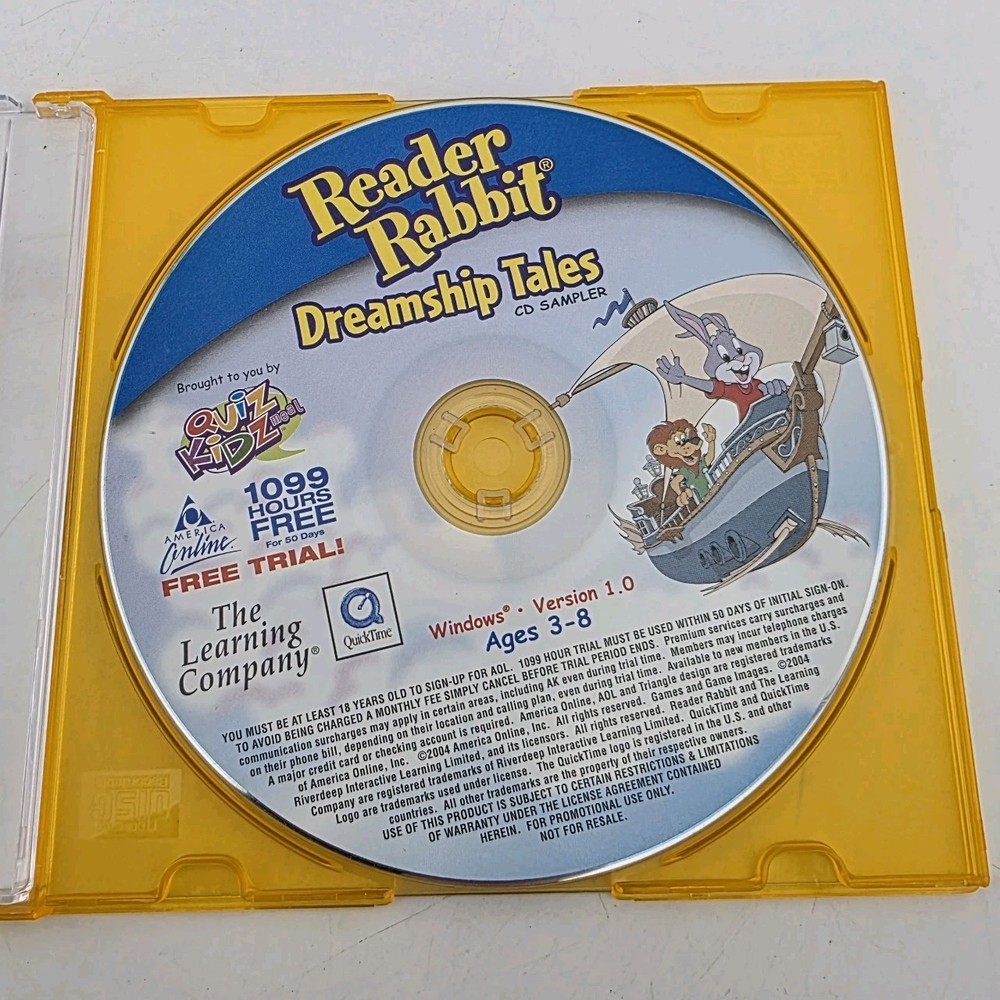 Reader
Rabbit®
Dreamship Tales
CD SAMPLER
Brought to you by
QUIZ
KIDZ meal
AMERICA
Online.
1099
HOURS
FREE
For 50 Days
FREE TRIAL!
The
Learning
Company®
QuickTime
Windows® • Version 1.0
Ages 3-8
YOU MUST BE AT LEAST 18 YEARS OLD TO SIGN-UP FOR AOL. 1099 HOUR TRIAL MUST BE USED WITHIN 50 DAYS OF INITIAL SIGN-ON.
TO AVOID BEING CHARGED A MONTHLY FEE SIMPLY CANCEL BEFORE TRIAL PERIOD ENDS. Premium services carry surcharges and
communication surcharges may apply in certain areas, including AK even during trial time. Members may incur telephone charges
on their phone bill, depending on their location and calling plan, even during trial time. Available to new members in the U.S.
A major credit card or checking account is required. America Online, AOL and Triangle design are registered trademarks
of America Online, Inc. ©2004 America Online, Inc. All rights reserved. Games and Game Images. ©2004
Riverdeep Interactive Learning Limited, and its licensors. All rights reserved. Reader Rabbit and The Learning
Company are registered trademarks of Riverdeep Interactive Learning Limited. QuickTime and QuickTime
Logo are trademarks used under license. The QuickTime logo is registered in the U.S. and other
countries. All other trademarks are the property of their respective owners.
USE OF THIS PRODUCT IS SUBJECT TO CERTAIN RESTRICTIONS & LIMITATIONS
OF WARRANTY UNDER THE LICENSE AGREEMENT CONTAINED
HEREIN. FOR PROMOTIONAL USE ONLY.
NOT FOR RESALE.